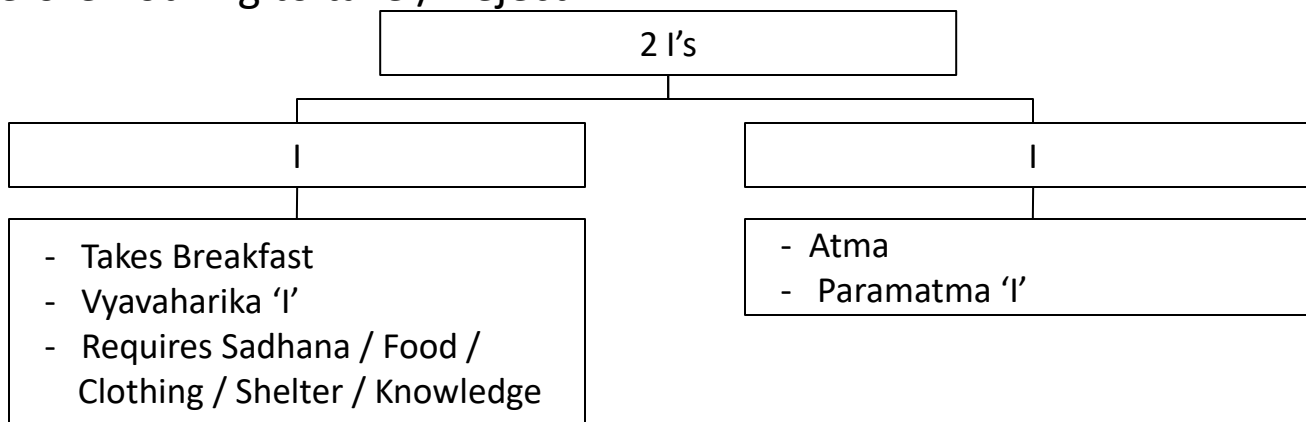 2 I’s
I
I
- Takes Breakfast
- Vyavaharika ‘I’
- Requires Sadhana / Food /
Clothing / Shelter / Knowledge
- Atma
- Paramatma ‘I’